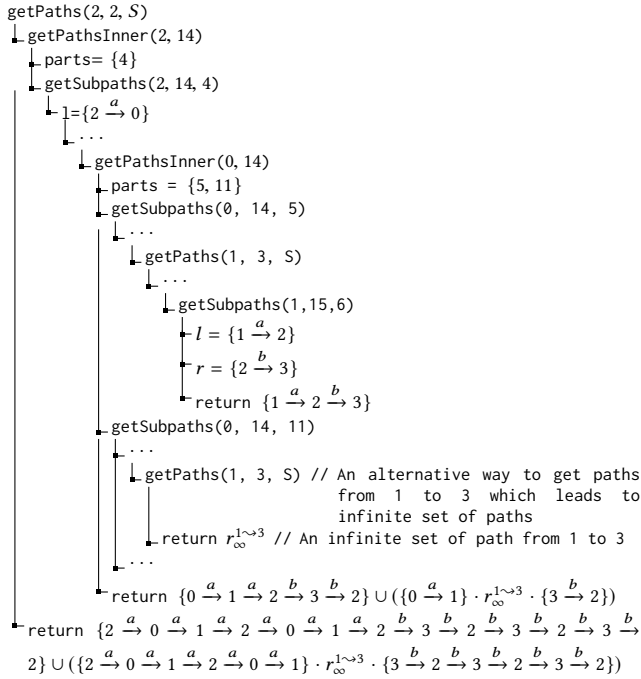 getPaths(2, 2, S)
getPathsInner(2, 14)
parts= {4}
getSubpaths(2, 14, 4)
l={2 —a→ 0}
...
getPathsInner(0, 14)
parts = {5, 11}
getSubpaths(0, 14, 5)
...
getPaths(1, 3, S)
...
getSubpaths(1,15,6)
l = {1 —a→ 2}
r = {2 —b→ 3}
return {1 —a→ 2 —b→ 3}
getSubpaths(0, 14, 11)
...
getPaths(1, 3, S) // An alternative way to get paths
from 1 to 3 which leads to
infinite set of paths
return r∞^{1⤳3} // An infinite set of path from 1 to 3
...
return {0 —a→ 1 —a→ 2 —b→ 3 —b→ 2} ∪ ({0 —a→ 1} · r∞^{1⤳3} · {3 —b→ 2})
return {2 —a→ 0 —a→ 1 —a→ 2 —a→ 0 —a→ 1 —a→ 2 —b→ 3 —b→ 2 —b→ 3 —b→ 2 —b→ 3 —b→
2} ∪ ({2 —a→ 0 —a→ 1 —a→ 2 —a→ 0 —a→ 1} · r∞^{1⤳3} · {3 —b→ 2 —b→ 3 —b→ 2 —b→ 3 —b→ 2})